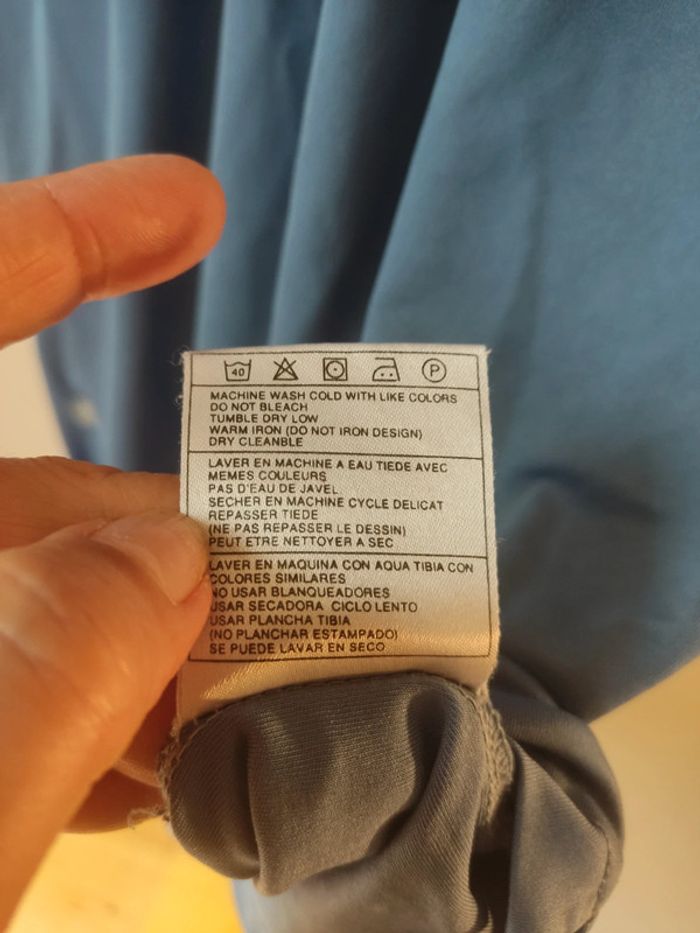 40 P
MACHINE WASH COLD WITH LIKE COLORS
DO NOT BLEACH
TUMBLE DRY LOW
WARM IRON (DO NOT IRON DESIGN)
DRY CLEANBLE
LAVER EN MACHINE A EAU TIEDE AVEC
MEMES COULEURS
PAS D'EAU DE JAVEL
SECHER EN MACHINE CYCLE DELICAT
REPASSER TIEDE
(NE PAS REPASSER LE DESSIN)
PEUT ETRE NETTOYER A SEC
LAVER EN MAQUINA CON AQUA TIBIA CON
COLORES SIMILARES
NO USAR BLANQUEADORES
USAR SECADORA CICLO LENTO
USAR PLANCHA TIBIA
(NO PLANCHAR ESTAMPADO)
SE PUEDE LAVAR EN SECO